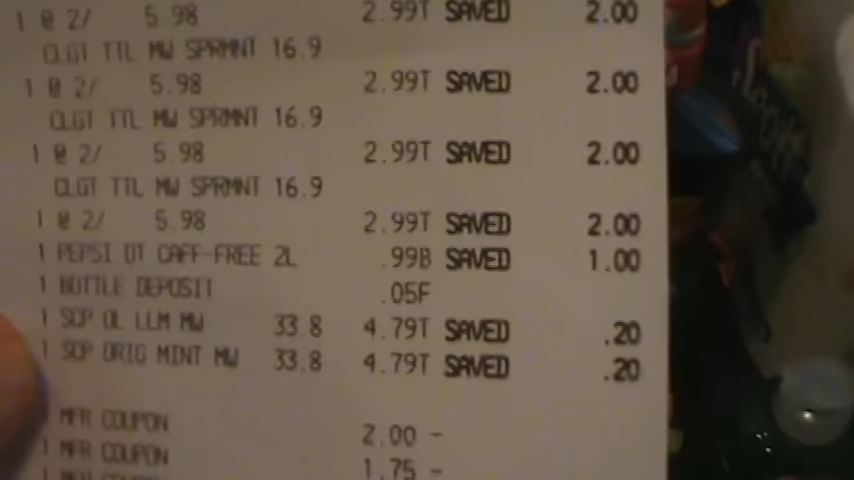 1 @ 2/ 5.98 2.99T SAVED 2.00
CLGT TTL MW SPRMNT 16.9
1 @ 2/ 5.98 2.99T SAVED 2.00
CLGT TTL MW SPRMNT 16.9
1 @ 2/ 5.98 2.99T SAVED 2.00
CLGT TTL MW SPRMNT 16.9
1 @ 2/ 5.98 2.99T SAVED 2.00
1 PEPSI DT CAFF-FREE 2L .99B SAVED 1.00
1 BOTTLE DEPOSIT .05F
1 SCP OL LLM MW 33.8 4.79T SAVED .20
1 SCP ORIG MINT MW 33.8 4.79T SAVED .20
MFR COUPON 2.00 -
1 MFR COUPON 1.75 -